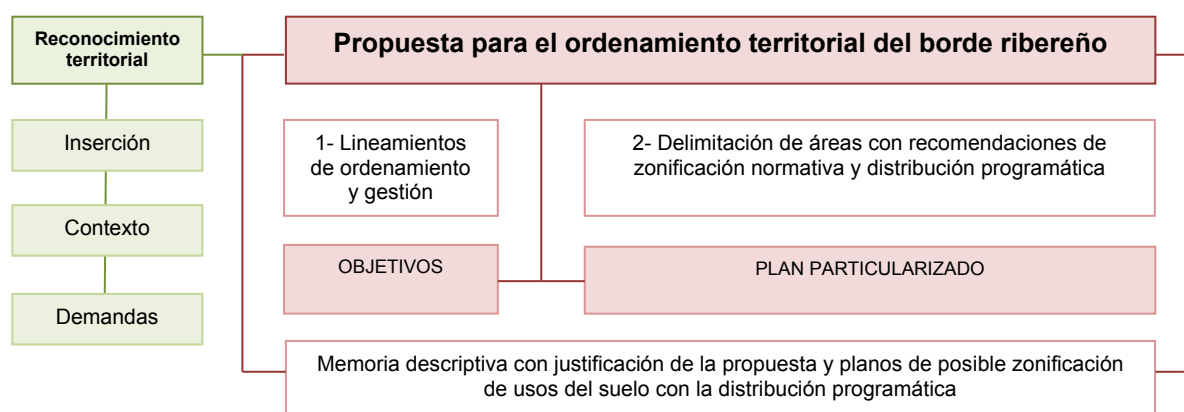 Reconocimiento
territorial
Inserción
Contexto
Demandas
Propuesta para el ordenamiento territorial del borde ribereño
1- Lineamientos
de ordenamiento
y gestión
2- Delimitación de áreas con recomendaciones de
zonificación normativa y distribución programática
OBJETIVOS
PLAN PARTICULARIZADO
Memoria descriptiva con justificación de la propuesta y planos de posible zonificación
de usos del suelo con la distribución programática